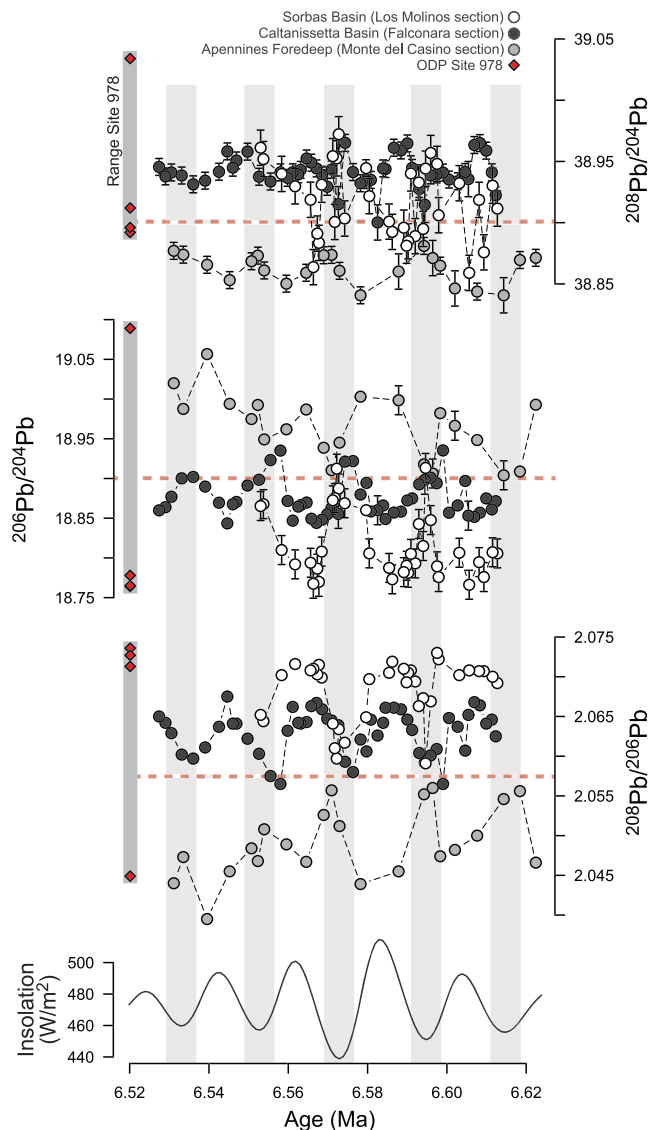 Sorbas Basin (Los Molinos section)
Caltanissetta Basin (Falconara section)
Apennines Foredeep (Monte del Casino section)
ODP Site 978
Range Site 978
39.05
38.95
38.85
208Pb/204Pb
19.05
18.95
18.85
18.75
206Pb/204Pb
2.075
2.065
2.055
2.045
208Pb/206Pb
500
480
460
440
Insolation
(W/m²)
6.52 6.54 6.56 6.58 6.60 6.62
Age (Ma)